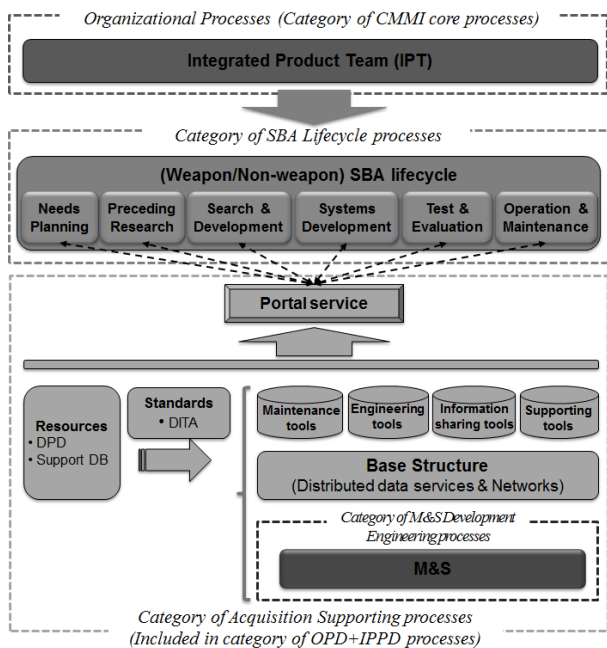 Organizational Processes (Category of CMMI core processes)
Integrated Product Team (IPT)
Category of SBA Lifecycle processes
(Weapon/Non-weapon) SBA lifecycle
Needs
Planning
Preceding
Research
Search &
Development
Systems
Development
Test &
Evaluation
Operation &
Maintenance
Portal service
Resources
• DPD
• Support DB
Standards
• DITA
Maintenance
tools
Engineering
tools
Information
sharing tools
Supporting
tools
Base Structure
(Distributed data services & Networks)
Category of M&S Development
Engineering processes
M&S
Category of Acquisition Supporting processes
(Included in category of OPD+IPPD processes)